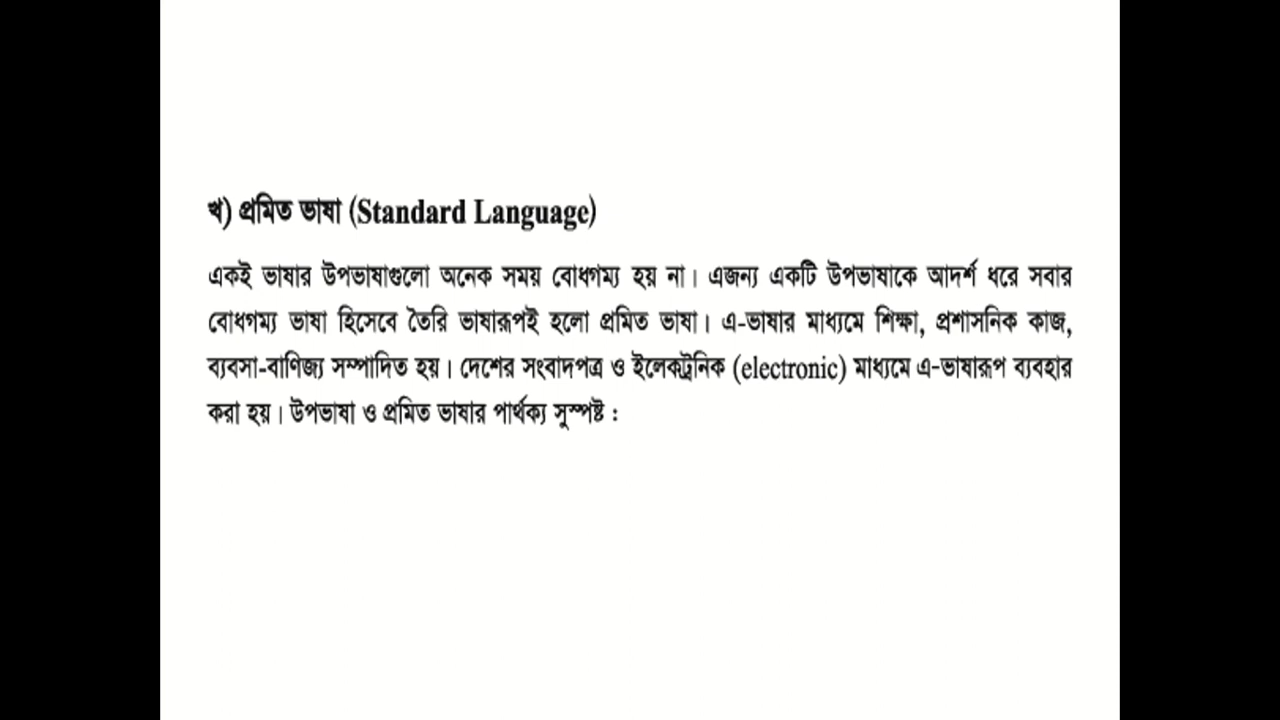 খ) প্রমিত ভাষা (Standard Language)
একই ভাষার উপভাষাগুলো অনেক সময় বোধগম্য হয় না। এজন্য একটি উপভাষাকে আদর্শ ধরে সবার
বোধগম্য ভাষা হিসেবে তৈরি ভাষারূপই হলো প্রমিত ভাষা। এ-ভাষার মাধ্যমে শিক্ষা, প্রশাসনিক কাজ,
ব্যবসা-বাণিজ্য সম্পাদিত হয়। দেশের সংবাদপত্র ও ইলেকট্রনিক (electronic) মাধ্যমে এ-ভাষারূপ ব্যবহার
করা হয়। উপভাষা ও প্রমিত ভাষার পার্থক্য সুস্পষ্ট :